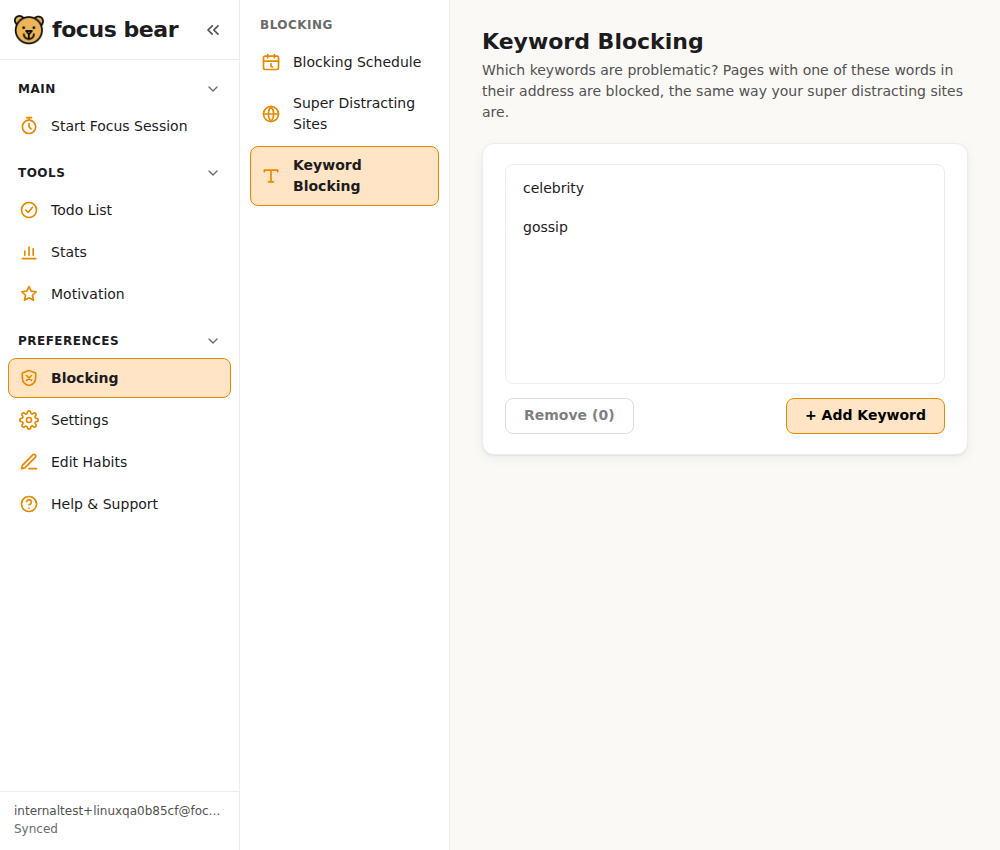 focus bear
MAIN
Start Focus Session
TOOLS
Todo List
Stats
Motivation
PREFERENCES
Blocking
Settings
Edit Habits
Help & Support
internaltest+linuxqa0b85cf@foc...
Synced
BLOCKING
Blocking Schedule
Super Distracting
Sites
Keyword
Blocking
Keyword Blocking
Which keywords are problematic? Pages with one of these words in
their address are blocked, the same way your super distracting sites
are.
celebrity
gossip
Remove (0)
+ Add Keyword